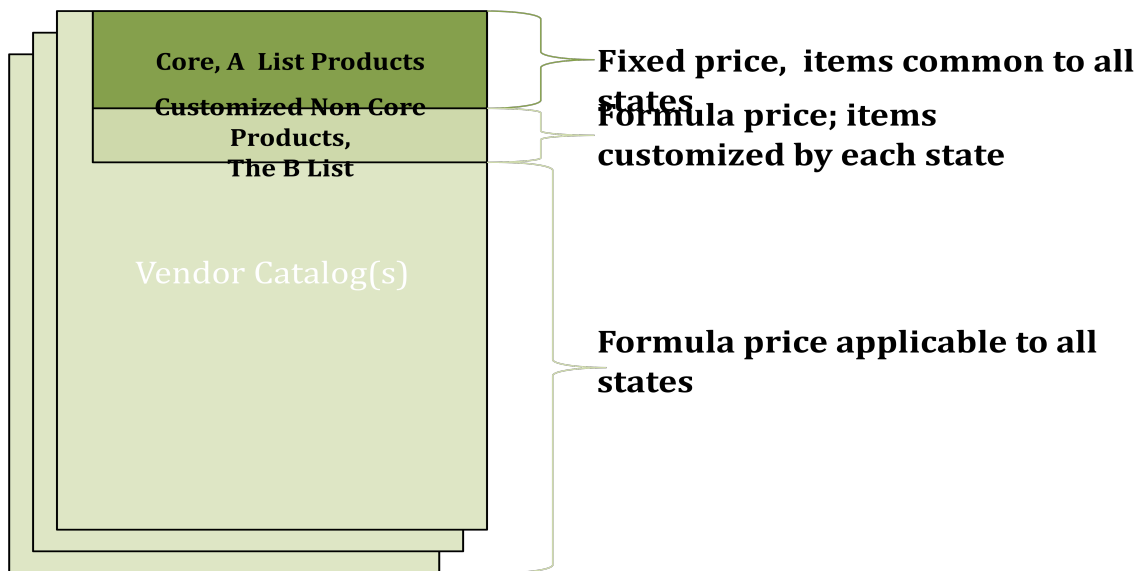 Core, A  List Products
Customized Non Core
Products,
The B List
Vendor Catalog(s)
Fixed price,  items common to all
states
Formula price; items
customized by each state
Formula price applicable to all
states